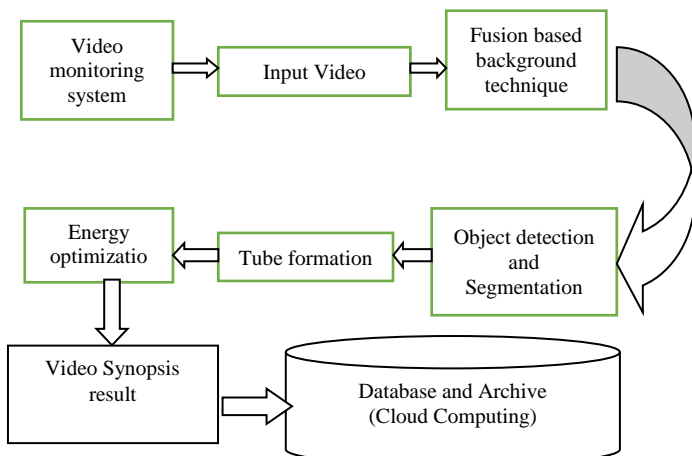 Video
monitoring
system
Input Video
Fusion based
background
technique
Object detection
and
Segmentation
Tube formation
Energy
optimizatio
Video Synopsis
result
Database and Archive
(Cloud Computing)